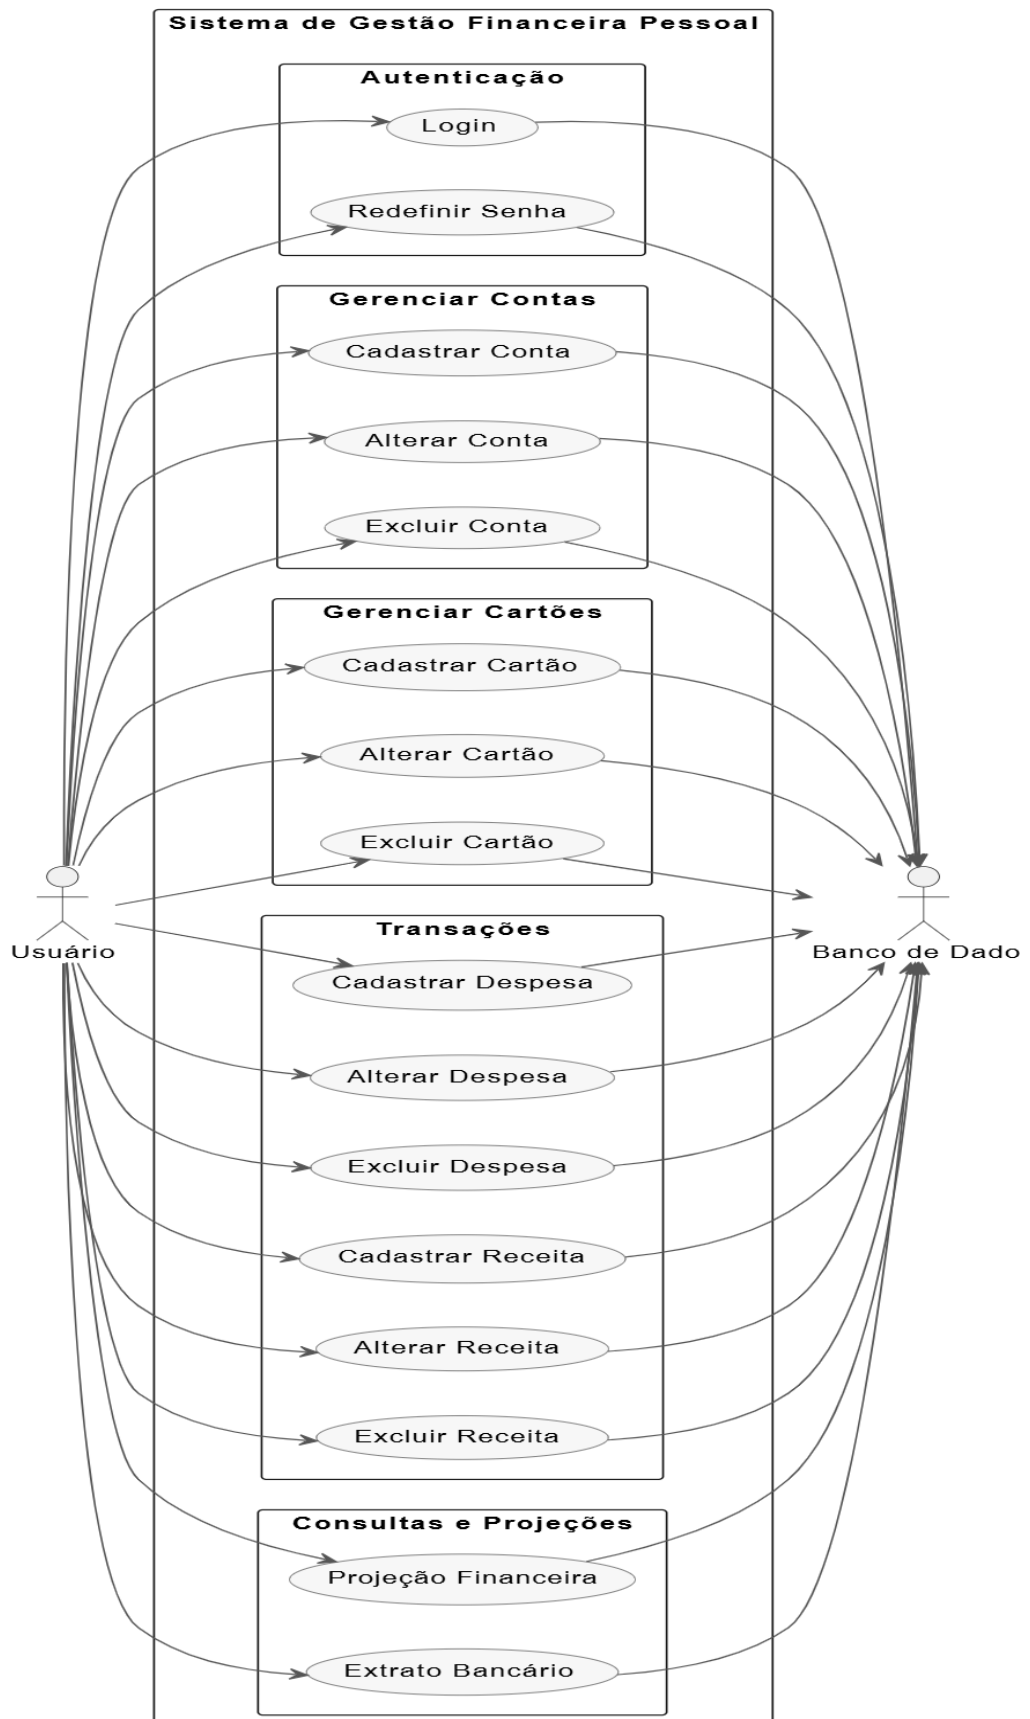 Sistema de Gestão Financeira Pessoal
Autenticação
Login
Redefinir Senha
Gerenciar Contas
Cadastrar Conta
Alterar Conta
Excluir Conta
Gerenciar Cartões
Cadastrar Cartão
Alterar Cartão
Excluir Cartão
Usuário
Banco de Dado
Transações
Cadastrar Despesa
Alterar Despesa
Excluir Despesa
Cadastrar Receita
Alterar Receita
Excluir Receita
Consultas e Projeções
Projeção Financeira
Extrato Bancário